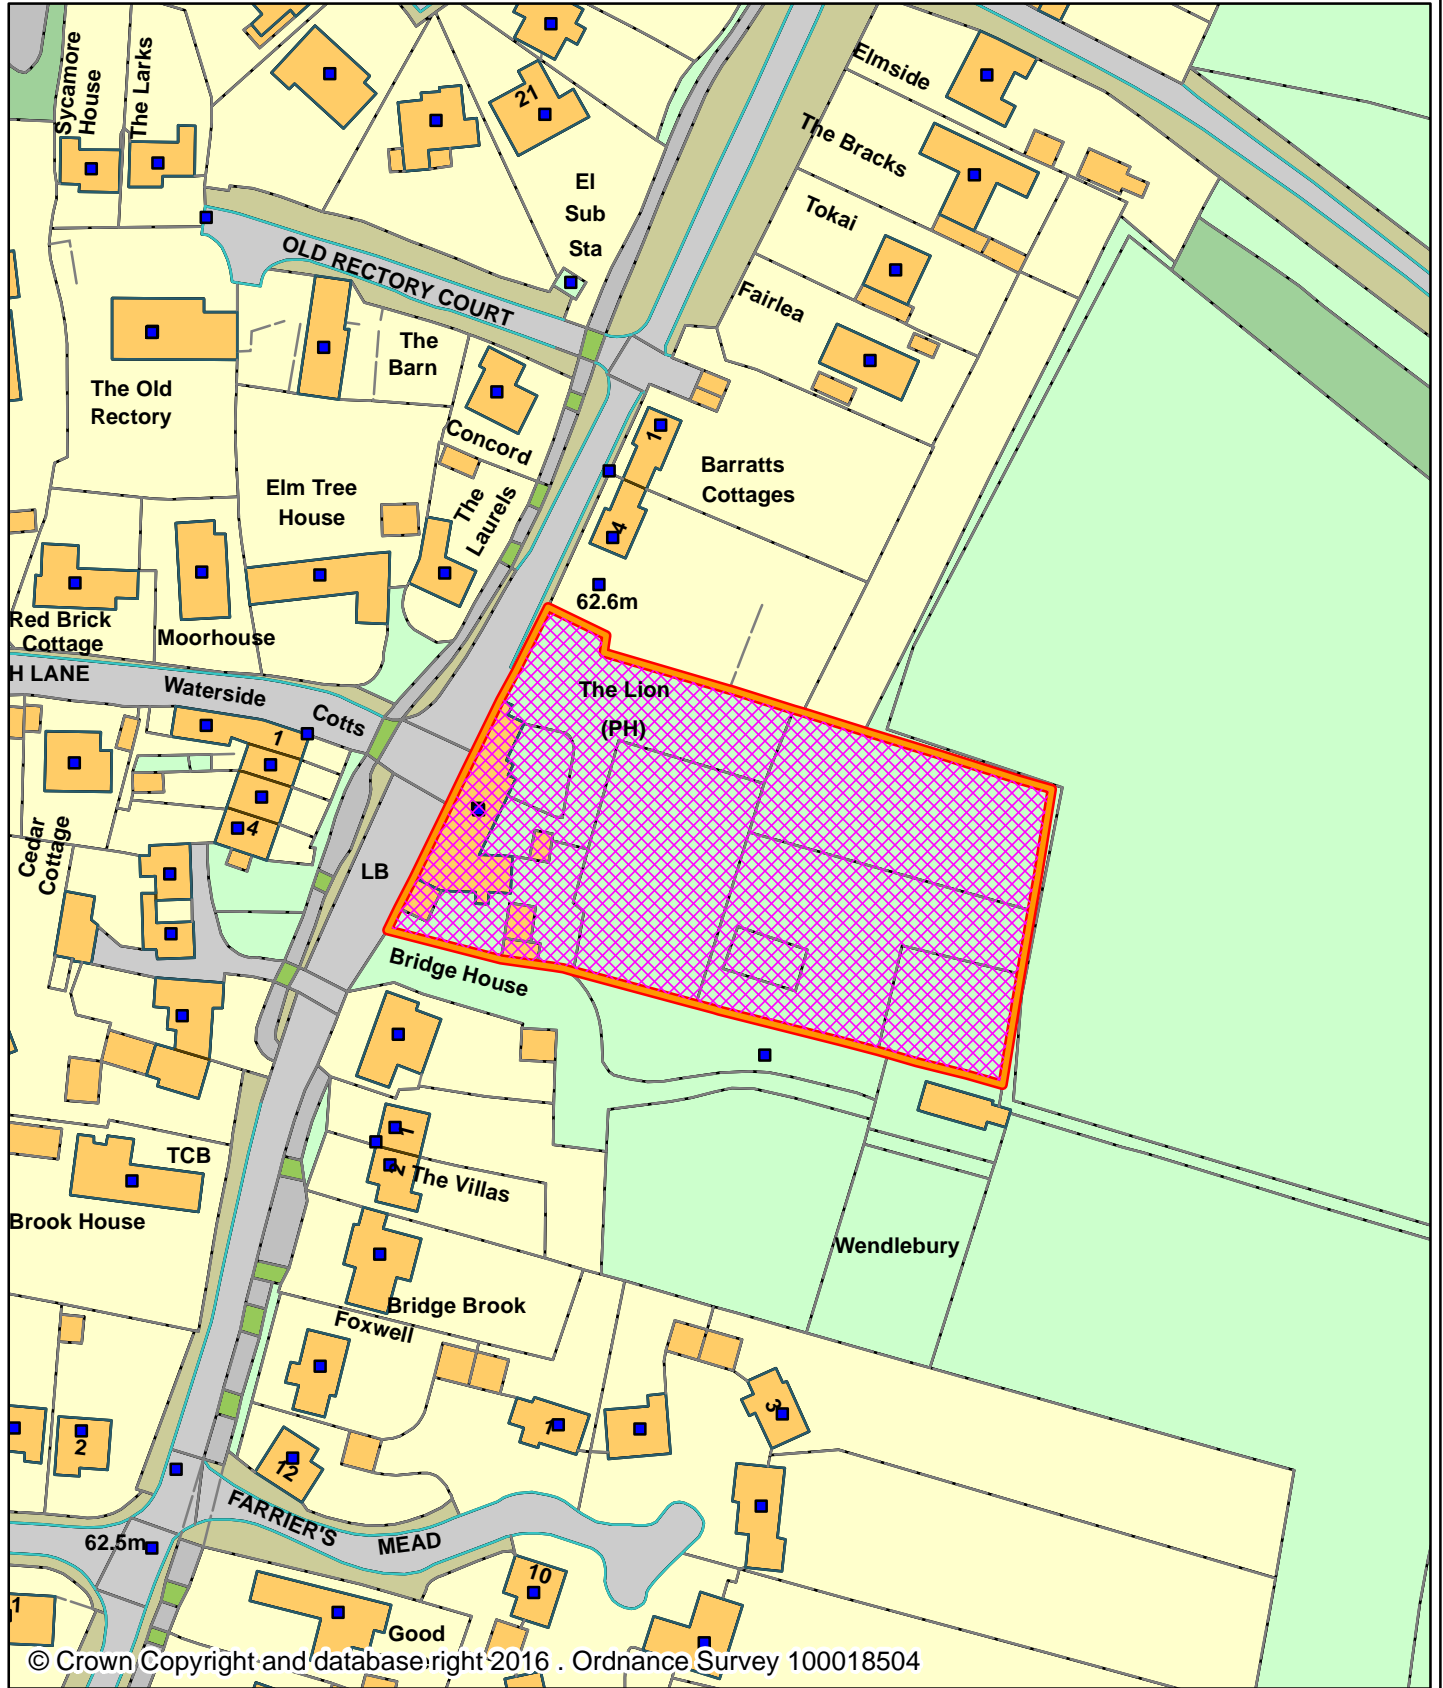 Sycamore
House
The Larks
21
El
Sub
Sta
Elmside
The Bracks
Tokai
Fairlea
OLD RECTORY COURT
The
Barn
The Old
Rectory
Concord
1
Barratts
Cottages
4
Elm Tree
House
The
Laurels
62.6m
Red Brick
Cottage
Moorhouse
H LANE
Waterside
Cotts
1
4
The Lion
(PH)
Cedar
Cottage
LB
Bridge House
1
2
The Villas
TCB
Brook House
Wendlebury
Bridge Brook
Foxwell
1
3
2
12
FARRIER'S
MEAD
62.5m
10
1
Good
© Crown Copyright and database right 2016 . Ordnance Survey 100018504